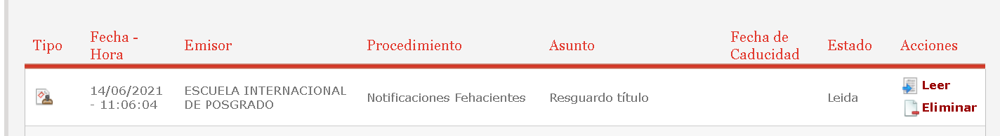 Tipo
Fecha -
Hora
Emisor
Procedimiento
Asunto
Fecha de
Caducidad
Estado
Acciones
14/06/2021
- 11:06:04
ESCUELA INTERNACIONAL
DE POSGRADO
Notificaciones Fehacientes
Resguardo título
Leida
Leer
Eliminar